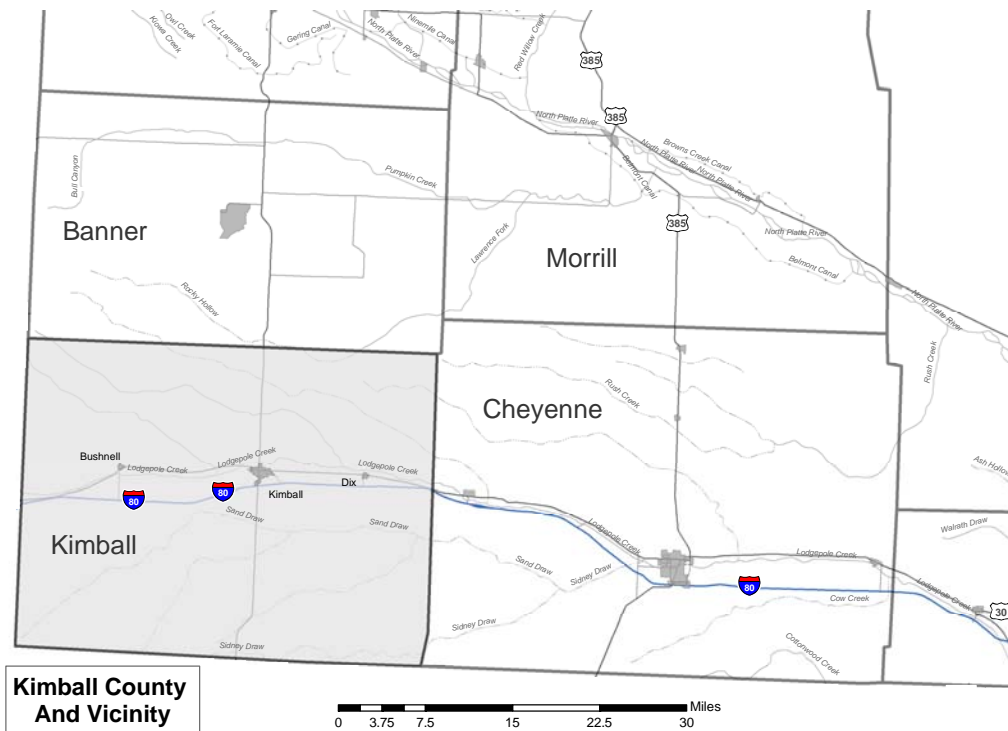 Owl Creek
Kiowa Creek
Fort Laramie Canal
Gering Canal
North Platte River
Ninemile Canal
Red Willow Creek
385
North Platte River
385
Browns Creek Canal
North Platte River
North Platte River
Belmont Canal
Bull Canyon
Pumpkin Creek
Banner
Lawrence Fork
385
Morrill
North Platte River
Belmont Canal
North Platte River
Rocky Hollow
Rush Creek
Rush Creek
Cheyenne
Bushnell
Lodgepole Creek
Lodgepole Creek
Lodgepole Creek
Dix
Kimball
80
80
Ash Hollow
Sand Draw
Sand Draw
Kimball
Lodgepole Creek
Walrath Draw
Sand Draw
Sidney Draw
Lodgepole Creek
80
Cow Creek
Lodgepole Creek
30
Sidney Draw
Sidney Draw
Cottonwood Creek
Kimball County
And Vicinity
Miles
0 3.75 7.5 15 22.5 30